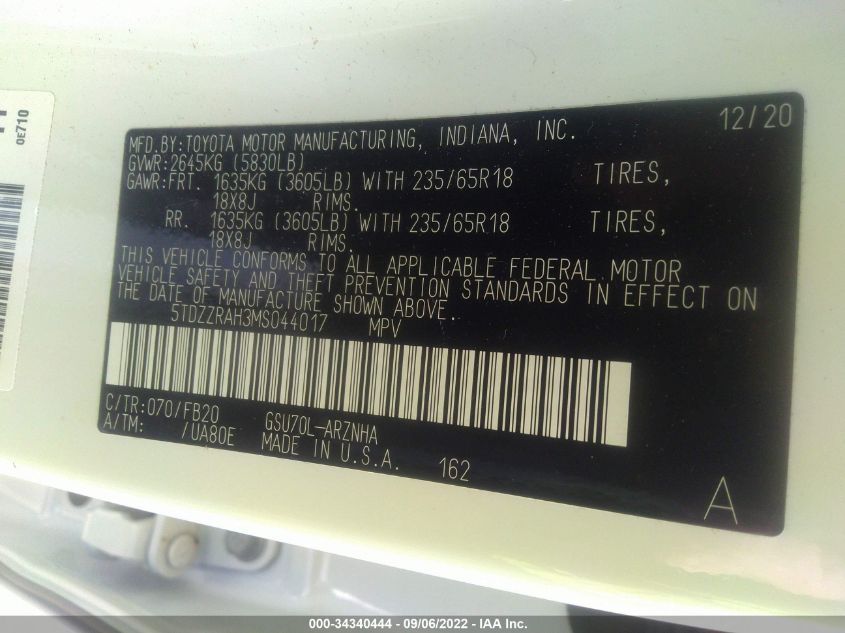 0E710
12/20
MFD.BY:TOYOTA MOTOR MANUFACTURING, INDIANA, INC.
GVWR:2645KG (5830LB)
GAWR:FRT. 1635KG (3605LB) WITH 235/65R18 TIRES,
18X8J RIMS.
RR. 1635KG (3605LB) WITH 235/65R18 TIRES,
18X8J RIMS.
THIS VEHICLE CONFORMS TO ALL APPLICABLE FEDERAL MOTOR
VEHICLE SAFETY AND THEFT PREVENTION STANDARDS IN EFFECT ON
THE DATE OF MANUFACTURE SHOWN ABOVE.
5TDZZRAH3MS044017 MPV
C/TR:070/FB20
A/TM: /UA80E GSU70L-ARZNHA
MADE IN U.S.A. 162
A
000-34340444 - 09/06/2022 - IAA Inc.